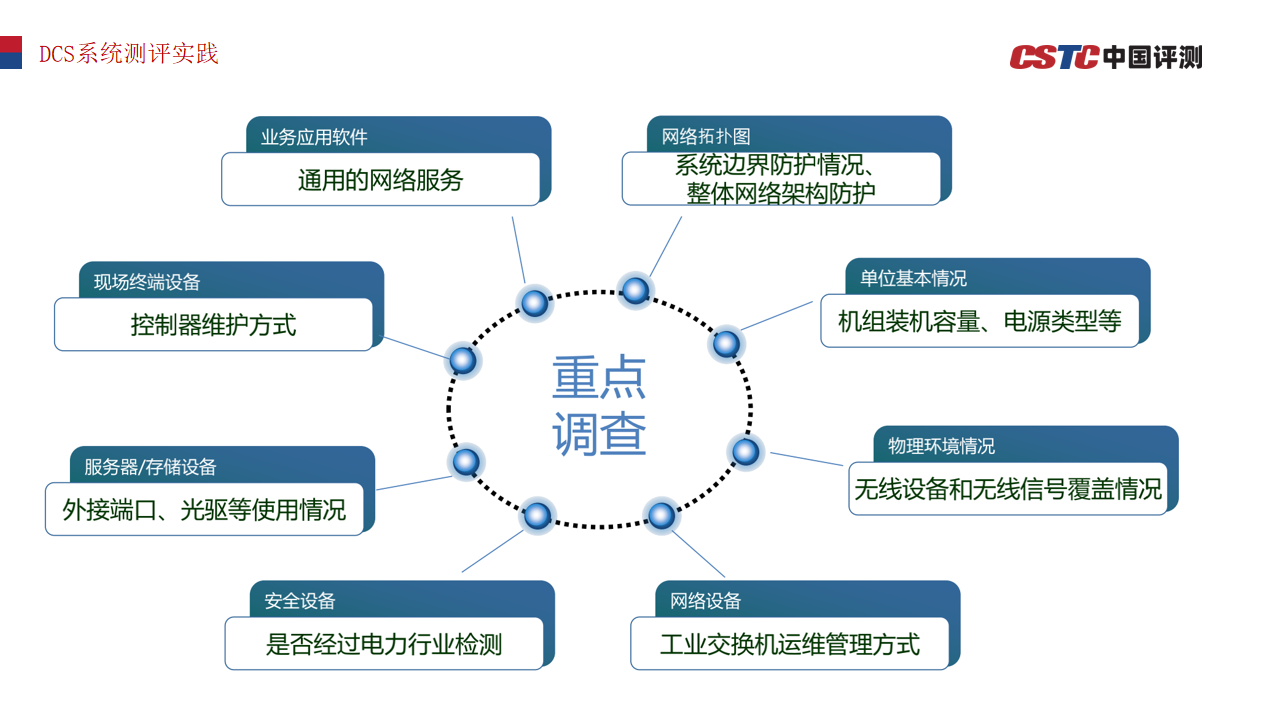 DCS系统测评实践
CSTC中国评测
业务应用软件
通用的网络服务
网络拓扑图
系统边界防护情况、
整体网络架构防护
现场终端设备
控制器维护方式
单位基本情况
机组装机容量、电源类型等
重点
调查
服务器/存储设备
外接端口、光驱等使用情况
物理环境情况
无线设备和无线信号覆盖情况
安全设备
是否经过电力行业检测
网络设备
工业交换机运维管理方式